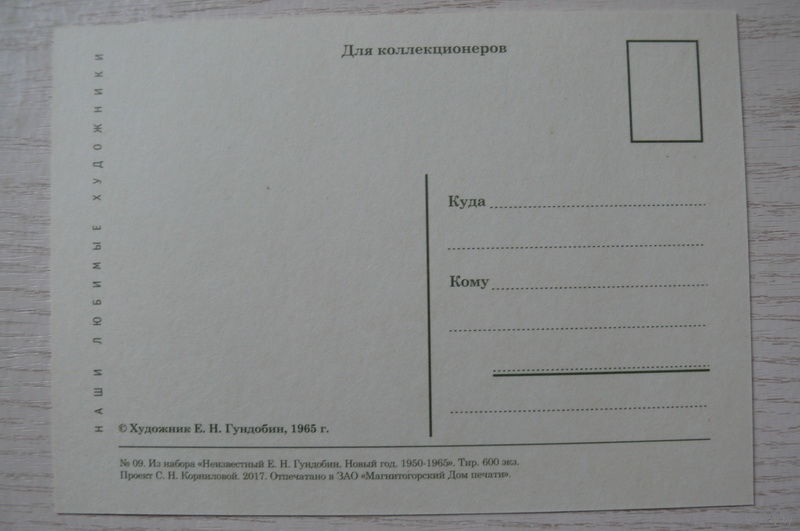 Для коллекционеров
НАШИ ЛЮБИМЫЕ ХУДОЖНИКИ
Куда
Кому
© Художник Е. Н. Гундобин, 1965 г.
№ 09. Из набора «Неизвестный Е. Н. Гундобин. Новый год. 1950-1965». Тир. 600 экз.
Проект С. Н. Корниловой. 2017. Отпечатано в ЗАО «Магнитогорский Дом печати».